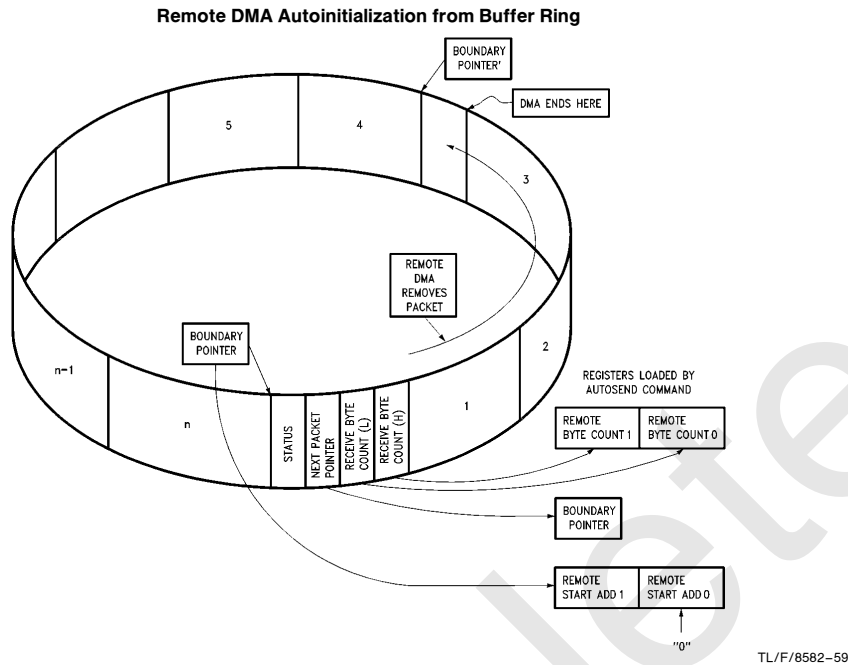 Remote DMA Autoinitialization from Buffer Ring
BOUNDARY
POINTER'
DMA ENDS HERE
5
4
3
REMOTE
DMA
REMOVES
PACKET
BOUNDARY
POINTER
2
n-1
n
STATUS
NEXT PACKET
POINTER
RECEIVE BYTE
COUNT (L)
RECEIVE BYTE
COUNT (H)
1
REGISTERS LOADED BY
AUTOSEND COMMAND
REMOTE
BYTE COUNT 1
REMOTE
BYTE COUNT 0
BOUNDARY
POINTER
REMOTE
START ADD 1
REMOTE
START ADD 0
"0"
TL/F/8582–59